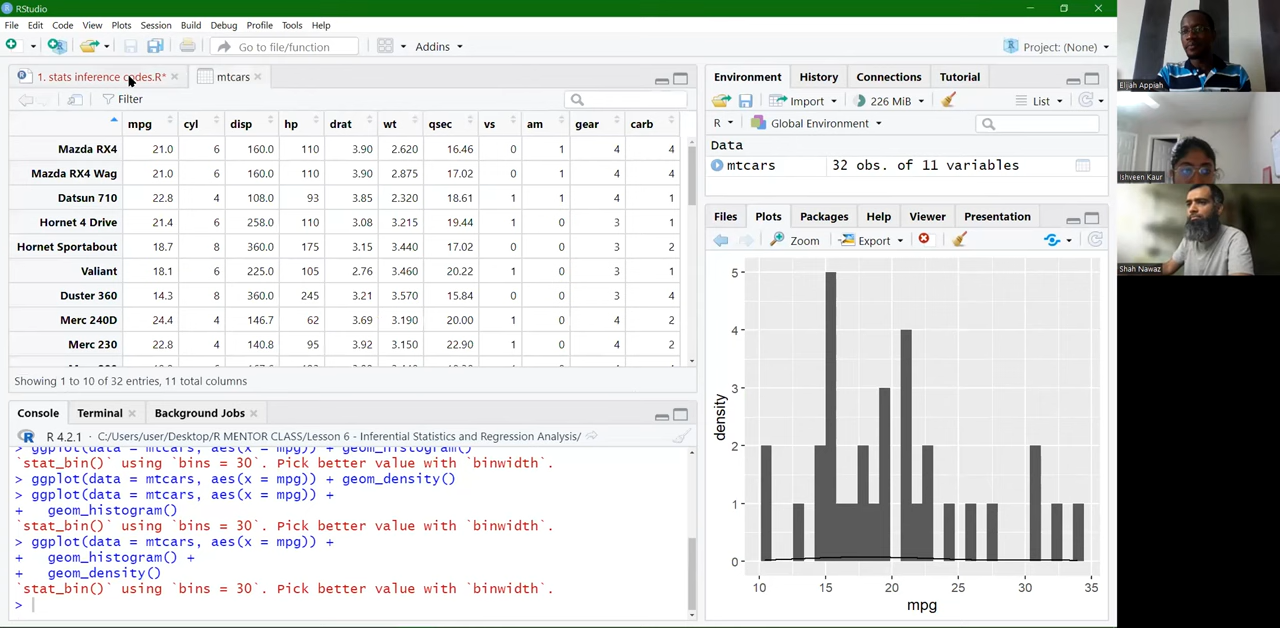 RStudio
File Edit Code View Plots Session Build Debug Profile Tools Help
Go to file/function Addins Project: (None)
1. stats inference codes.R* mtcars
Filter
mpg cyl disp hp drat wt qsec vs am gear carb
Mazda RX4 21.0 6 160.0 110 3.90 2.620 16.46 0 1 4 4
Mazda RX4 Wag 21.0 6 160.0 110 3.90 2.875 17.02 0 1 4 4
Datsun 710 22.8 4 108.0 93 3.85 2.320 18.61 1 1 4 1
Hornet 4 Drive 21.4 6 258.0 110 3.08 3.215 19.44 1 0 3 1
Hornet Sportabout 18.7 8 360.0 175 3.15 3.440 17.02 0 0 3 2
Valiant 18.1 6 225.0 105 2.76 3.460 20.22 1 0 3 1
Duster 360 14.3 8 360.0 245 3.21 3.570 15.84 0 0 3 4
Merc 240D 24.4 4 146.7 62 3.69 3.190 20.00 1 0 4 2
Merc 230 22.8 4 140.8 95 3.92 3.150 22.90 1 0 4 2
Showing 1 to 10 of 32 entries, 11 total columns
Console Terminal Background Jobs
R 4.2.1 · C:/Users/user/Desktop/R MENTOR CLASS/Lesson 6 - Inferential Statistics and Regression Analysis/
> ggplot(data = mtcars, aes(x = mpg)) + geom_histogram()
`stat_bin()` using `bins = 30`. Pick better value with `binwidth`.
> ggplot(data = mtcars, aes(x = mpg)) + geom_density()
> ggplot(data = mtcars, aes(x = mpg)) +
+   geom_histogram()
`stat_bin()` using `bins = 30`. Pick better value with `binwidth`.
> ggplot(data = mtcars, aes(x = mpg)) +
+   geom_histogram() +
+   geom_density()
`stat_bin()` using `bins = 30`. Pick better value with `binwidth`.
>
Environment History Connections Tutorial
Import 226 MiB List
R Global Environment
Data
mtcars 32 obs. of 11 variables
Files Plots Packages Help Viewer Presentation
Zoom Export
5
4
3
2
1
0
density
10 15 20 25 30 35
mpg
Elijah Appiah
Ishveen Kaur
Shah Nawaz